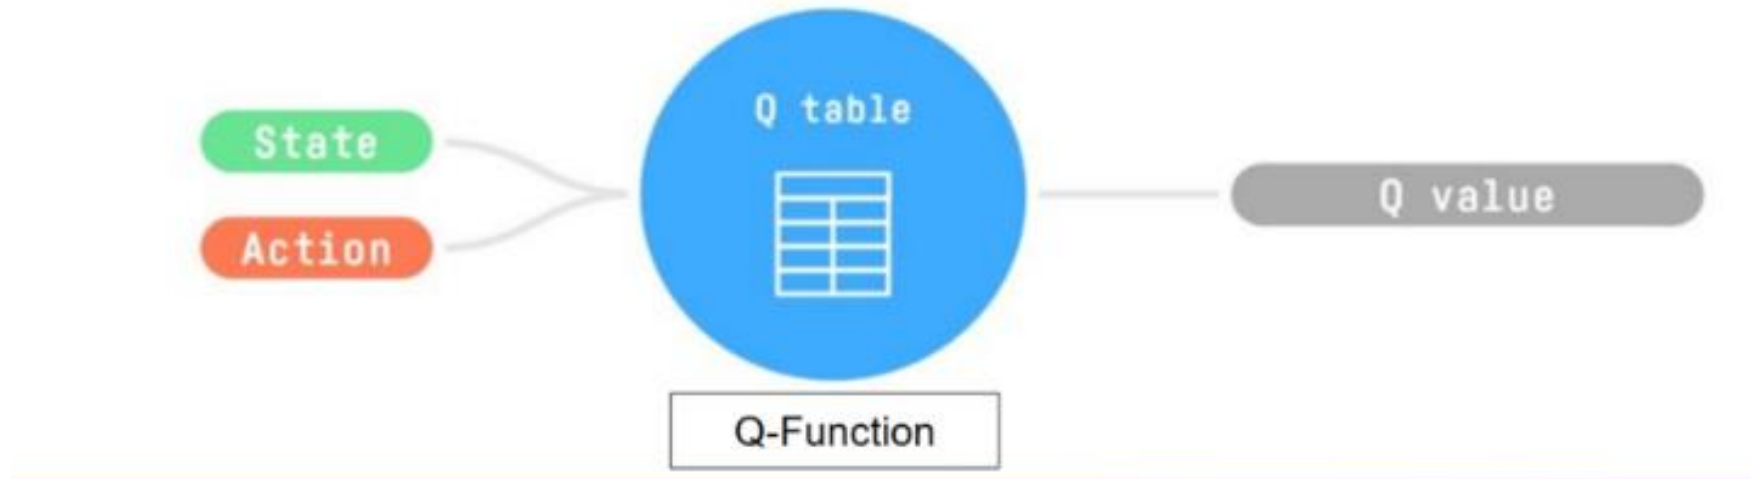 State
Action
Q table
Q value
Q-Function